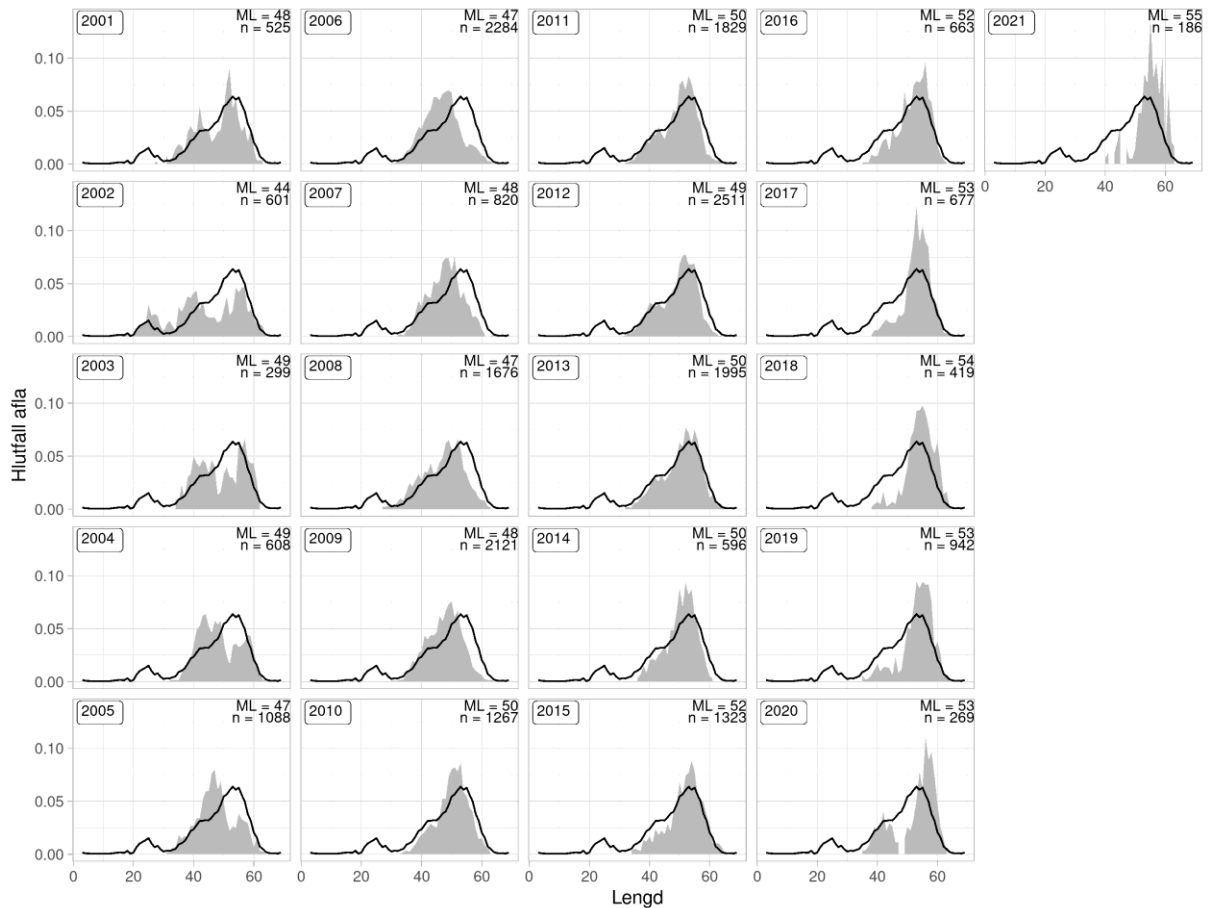 2001
ML = 48
n = 525
2006
ML = 47
n = 2284
2011
ML = 50
n = 1829
2016
ML = 52
n = 663
2021
ML = 55
n = 186
0.10
0.05
0.00
2002
ML = 44
n = 601
2007
ML = 48
n = 820
2012
ML = 49
n = 2511
2017
ML = 53
n = 677
0 20 40 60
0.10
0.05
0.00
2003
ML = 49
n = 299
2008
ML = 47
n = 1676
2013
ML = 50
n = 1995
2018
ML = 54
n = 419
0.10
0.05
0.00
Hlutfall afla
2004
ML = 49
n = 608
2009
ML = 48
n = 2121
2014
ML = 50
n = 596
2019
ML = 53
n = 942
0.10
0.05
0.00
2005
ML = 47
n = 1088
2010
ML = 50
n = 1267
2015
ML = 52
n = 1323
2020
ML = 53
n = 269
0.10
0.05
0.00
0 20 40 60 0 20 40 60 0 20 40 60 0 20 40 60
Lengd